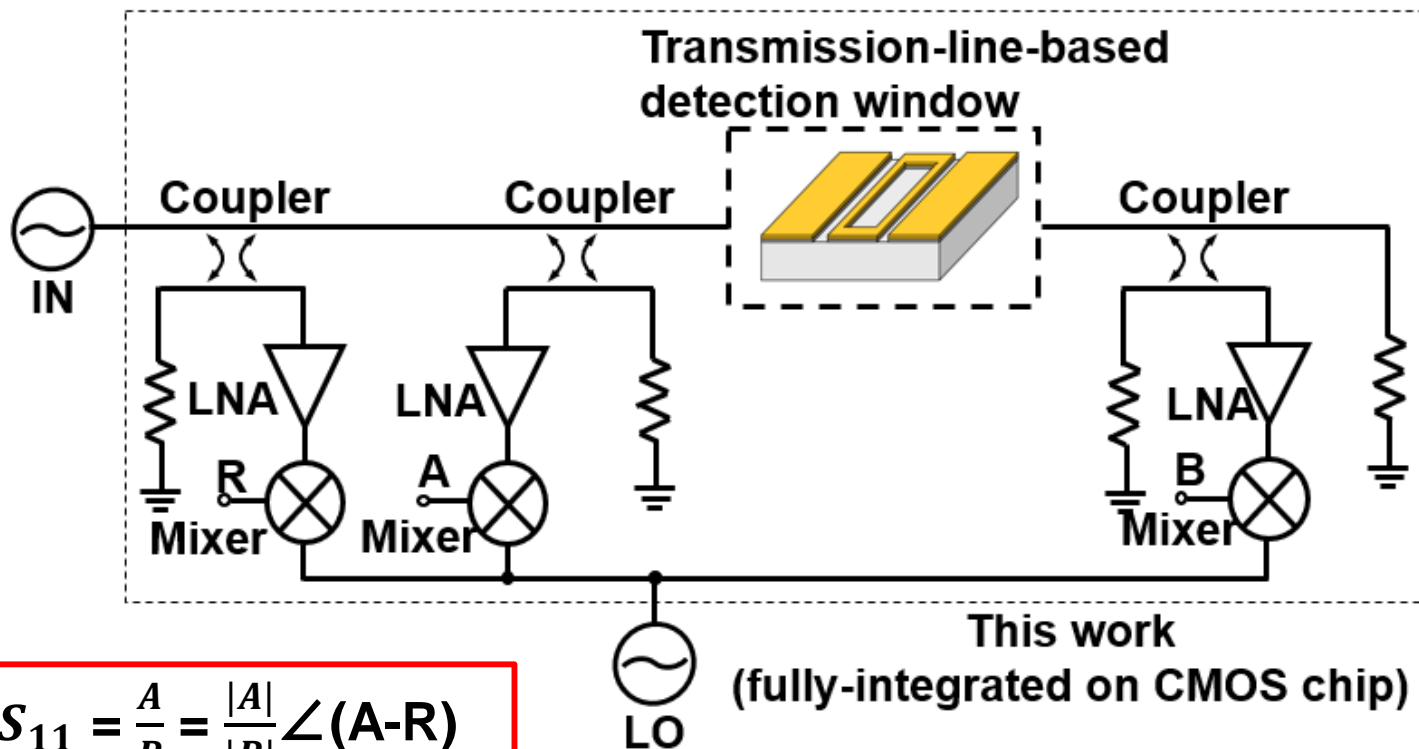 Transmission-line-based
detection window
Coupler
Coupler
Coupler
IN
LNA
LNA
LNA
R
A
B
Mixer
Mixer
Mixer
This work
(fully-integrated on CMOS chip)
LO
S₁₁ = A/R = |A|/|R| ∠(A-R)